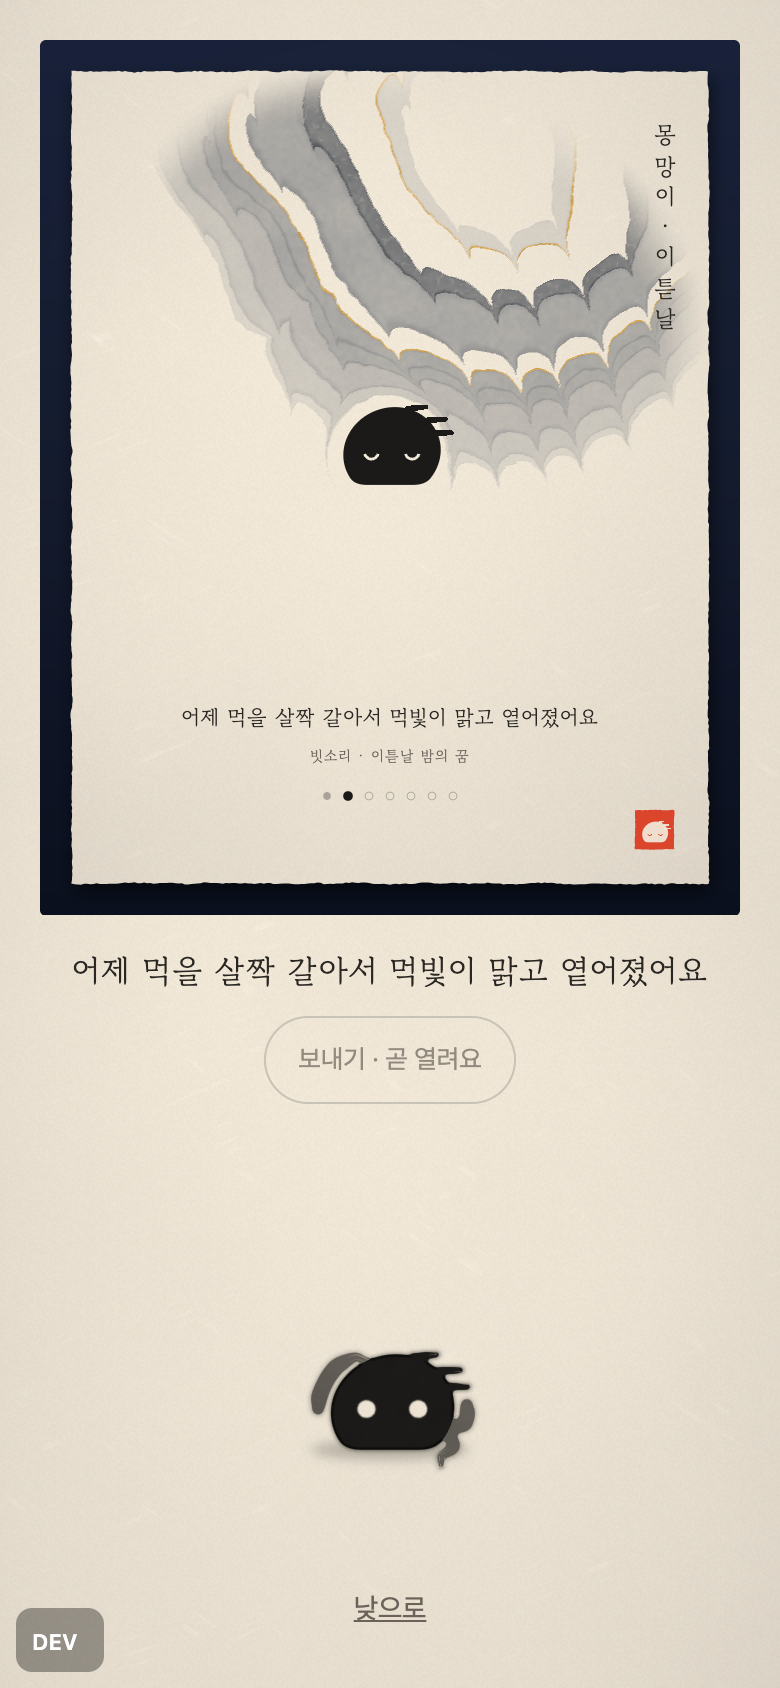 몽망이 · 이튿날
어제 먹을 살짝 갈아서 먹빛이 맑고 옅어졌어요
빗소리 · 이튿날 밤의 꿈
어제 먹을 살짝 갈아서 먹빛이 맑고 옅어졌어요
보내기 · 곧 열려요
낮으로
DEV